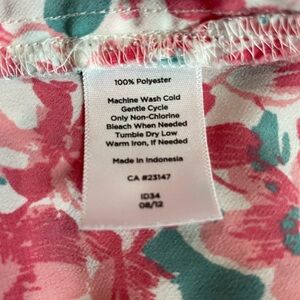 100% Polyester
Machine Wash Cold
Gentle Cycle
Only Non-Chlorine
Bleach When Needed
Tumble Dry Low
Warm Iron, If Needed
Made In Indonesia
CA #23147
ID34
08/12